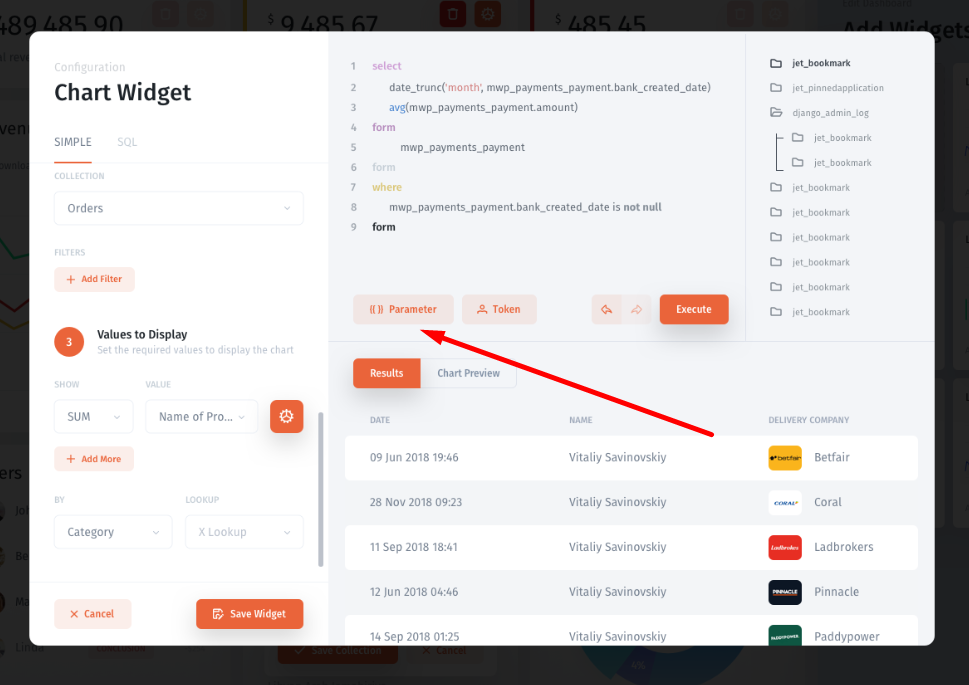 489,485.90
$ 9,485.67
$ 485.45
Edit Dashboard
Add Widgets
Configuration
Chart Widget
SIMPLE
SQL
COLLECTION
Orders
FILTERS
+ Add Filter
3
Values to Display
Set the required values to display the chart
SHOW
VALUE
SUM
Name of Pro...
+ Add More
BY
LOOKUP
Category
X Lookup
× Cancel
Save Widget
1 select
2 date_trunc('month', mwp_payments_payment.bank_created_date)
3 avg(mwp_payments_payment.amount)
4 form
5 mwp_payments_payment
6 form
7 where
8 mwp_payments_payment.bank_created_date is not null
9 form
(( )) Parameter
Token
Execute
jet_bookmark
jet_pinnedapplication
django_admin_log
jet_bookmark
jet_bookmark
jet_bookmark
jet_bookmark
jet_bookmark
jet_bookmark
jet_bookmark
jet_bookmark
Results
Chart Preview
DATE
NAME
DELIVERY COMPANY
09 Jun 2018 19:46
Vitaliy Savinovskiy
betfair
Betfair
28 Nov 2018 09:23
Vitaliy Savinovskiy
CORAL
Coral
11 Sep 2018 18:41
Vitaliy Savinovskiy
Ladbrokes
Ladbrokers
12 Jun 2018 04:46
Vitaliy Savinovskiy
PINNACLE
Pinnacle
14 Sep 2018 01:25
Vitaliy Savinovskiy
PADDYPOWER
Paddypower
Save Collection
Cancel
4%